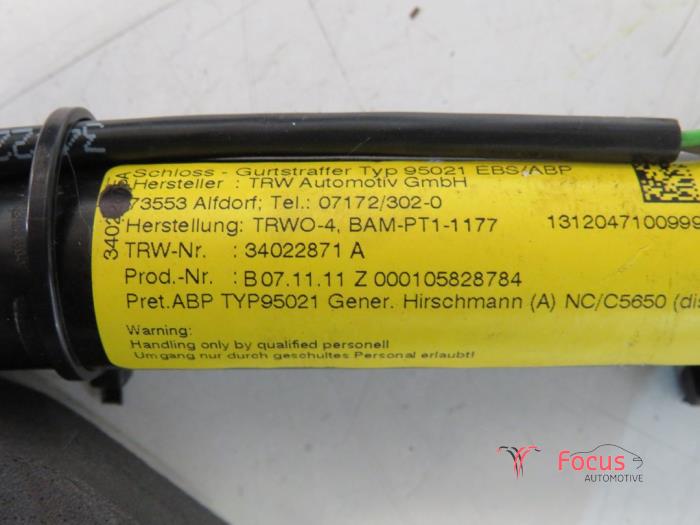 Schloss - Gurtstraffer Typ 95021 EBS/ABP
Hersteller : TRW Automotiv GmbH
73553 Alfdorf; Tel.: 07172/302-0
Herstellung: TRWO-4, BAM-PT1-1177
1312047100999
TRW-Nr. : 34022871 A
Prod.-Nr. : B 07.11.11 Z 000105828784
Pret.ABP TYP95021 Gener. Hirschmann (A) NC/C5650 (dis
Warning:
Handling only by qualified personell
Umgang nur durch geschultes Personal erlaubt!
Focus
AUTOMOTIVE